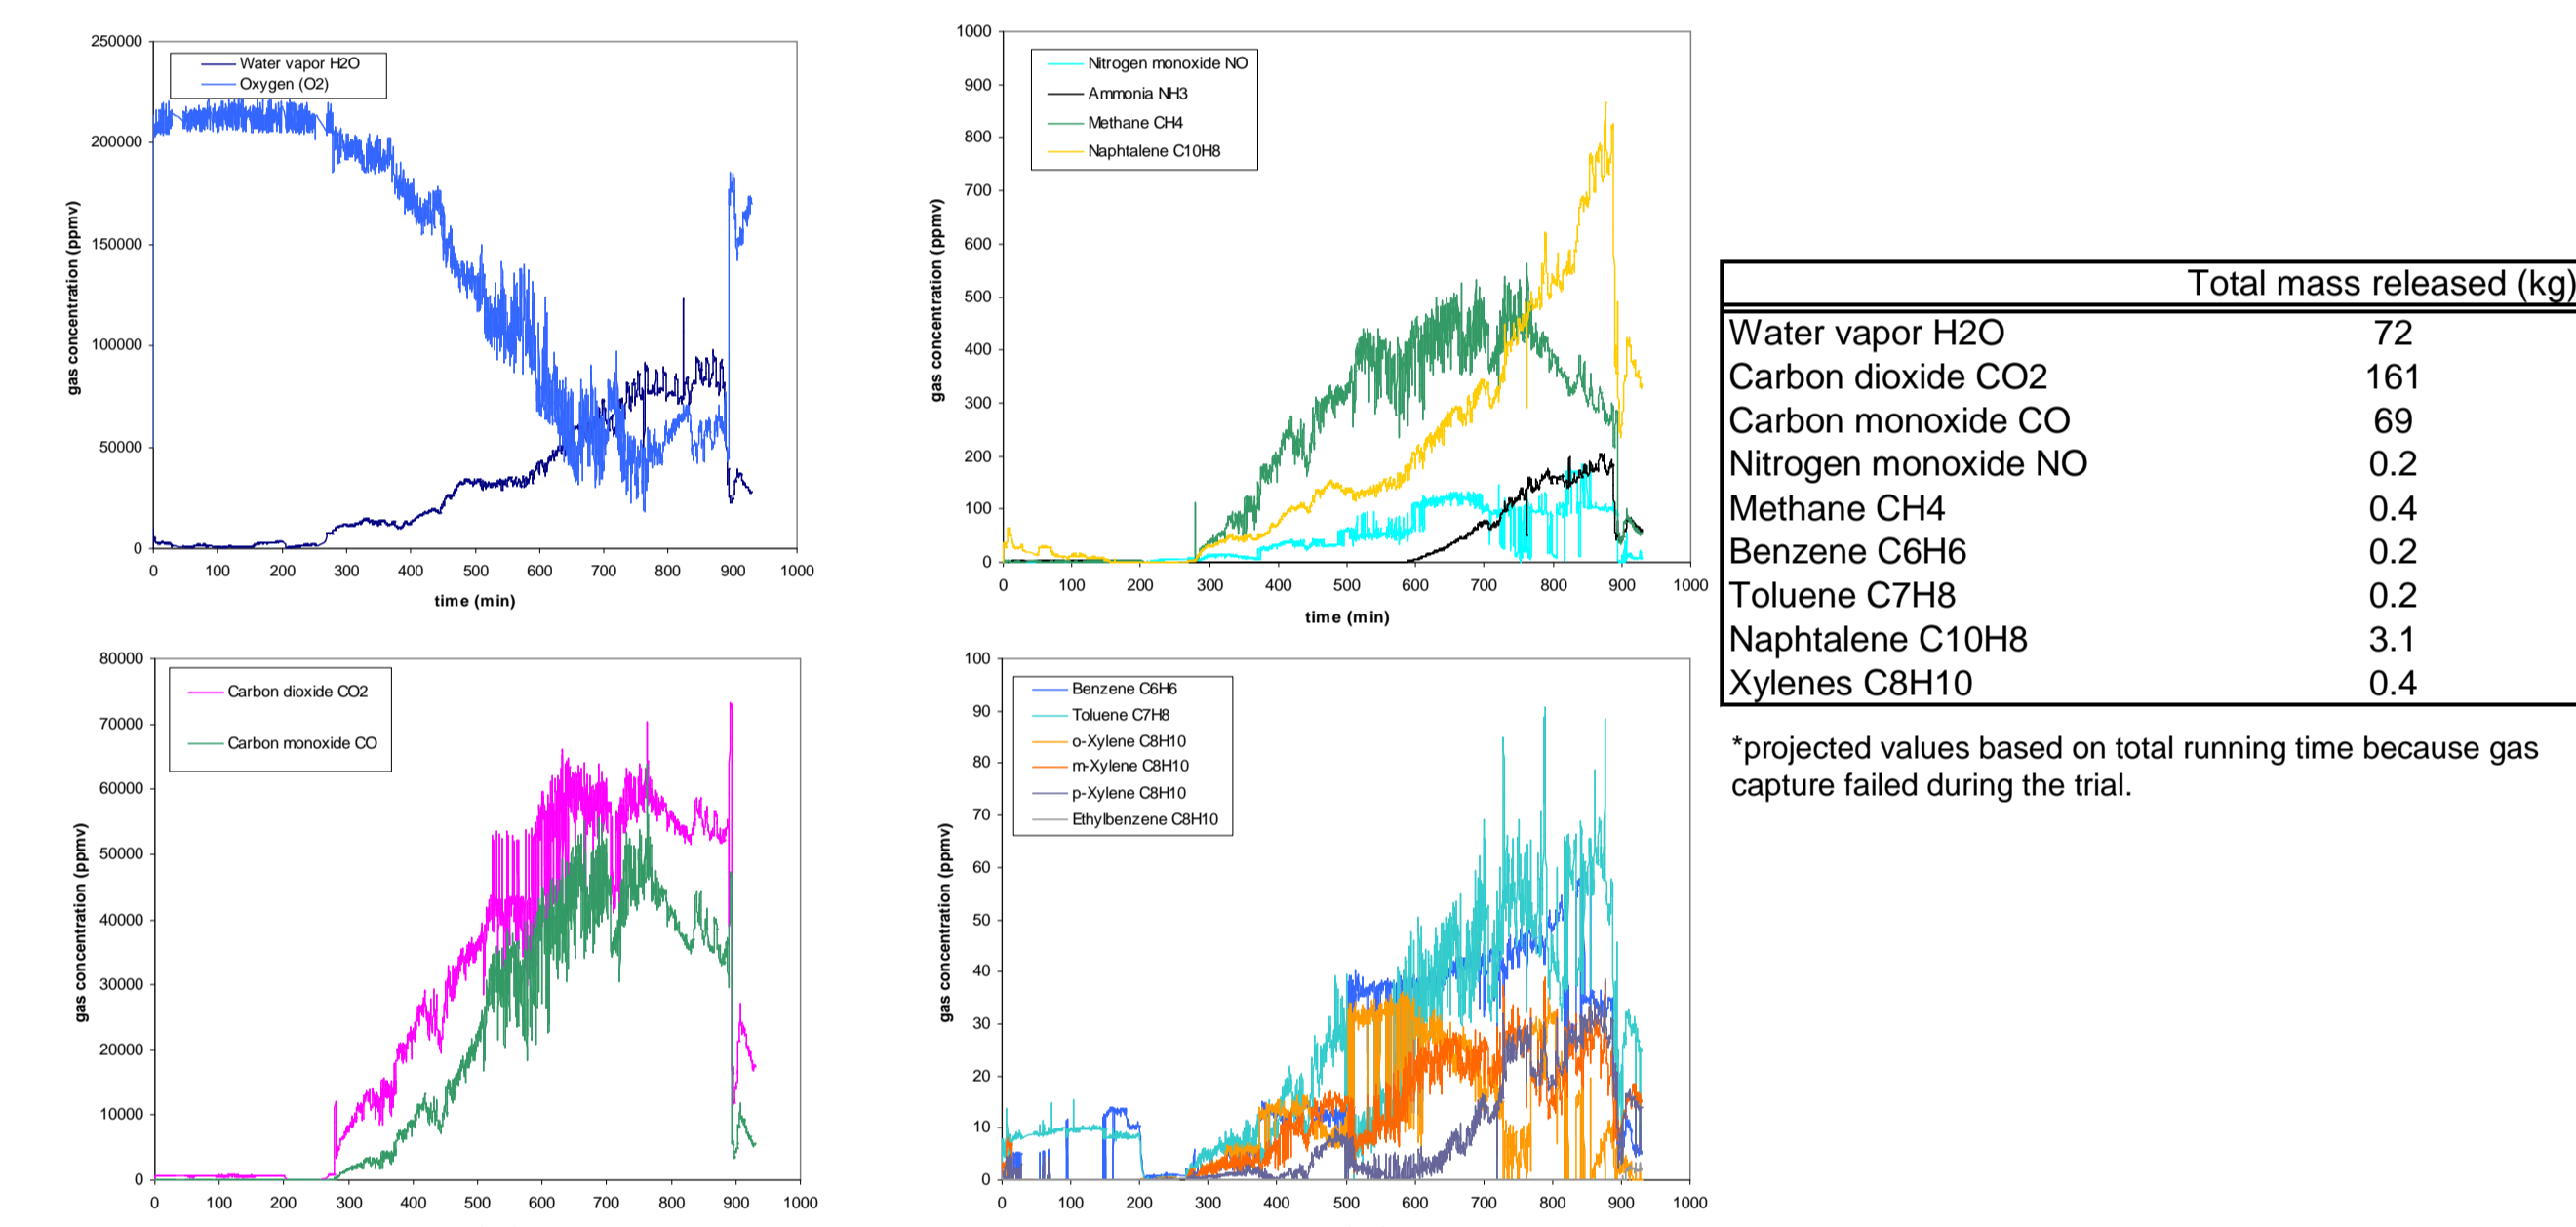 250000
200000
150000
100000
50000
0
gas concentration (ppmv)
Water vapor H2O
Oxygen (O2)
0 100 200 300 400 500 600 700 800 900 1000
time (min)
1000
900
800
700
600
500
400
300
200
100
0
gas concentration (ppmv)
Nitrogen monoxide NO
Ammonia NH3
Methane CH4
Naphtalene C10H8
0 100 200 300 400 500 600 700 800 900 1000
time (min)
80000
70000
60000
50000
40000
30000
20000
10000
0
gas concentration (ppmv)
Carbon dioxide CO2
Carbon monoxide CO
0 100 200 300 400 500 600 700 800 900 1000
100
90
80
70
60
50
40
30
20
10
0
gas concentration (ppmv)
Benzene C6H6
Toluene C7H8
o-Xylene C8H10
m-Xylene C8H10
p-Xylene C8H10
Ethylbenzene C8H10
0 100 200 300 400 500 600 700 800 900 1000
Total mass released (kg)
Water vapor H2O 72
Carbon dioxide CO2 161
Carbon monoxide CO 69
Nitrogen monoxide NO 0.2
Methane CH4 0.4
Benzene C6H6 0.2
Toluene C7H8 0.2
Naphtalene C10H8 3.1
Xylenes C8H10 0.4
*projected values based on total running time because gas
capture failed during the trial.